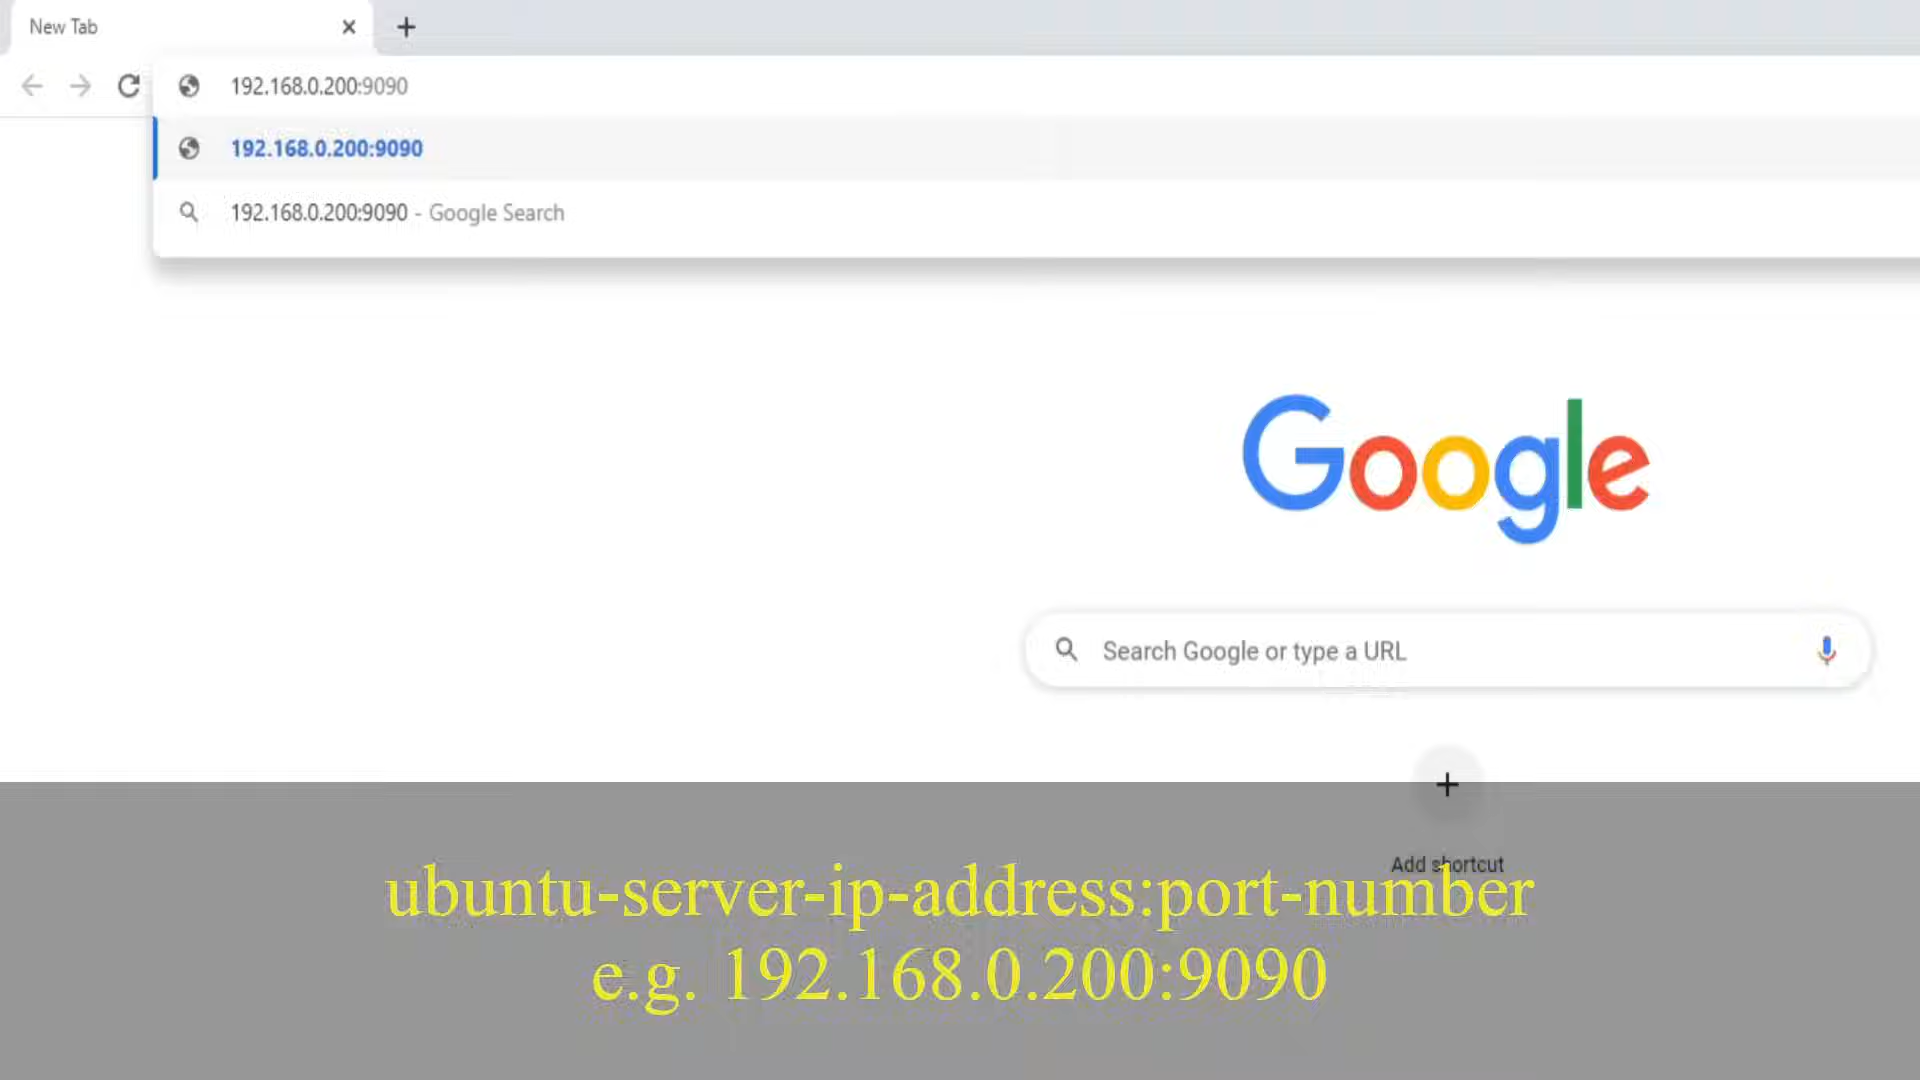 New Tab
192.168.0.200:9090
192.168.0.200:9090
192.168.0.200:9090 - Google Search
Google
Search Google or type a URL
Add shortcut
ubuntu-server-ip-address:port-number
e.g. 192.168.0.200:9090